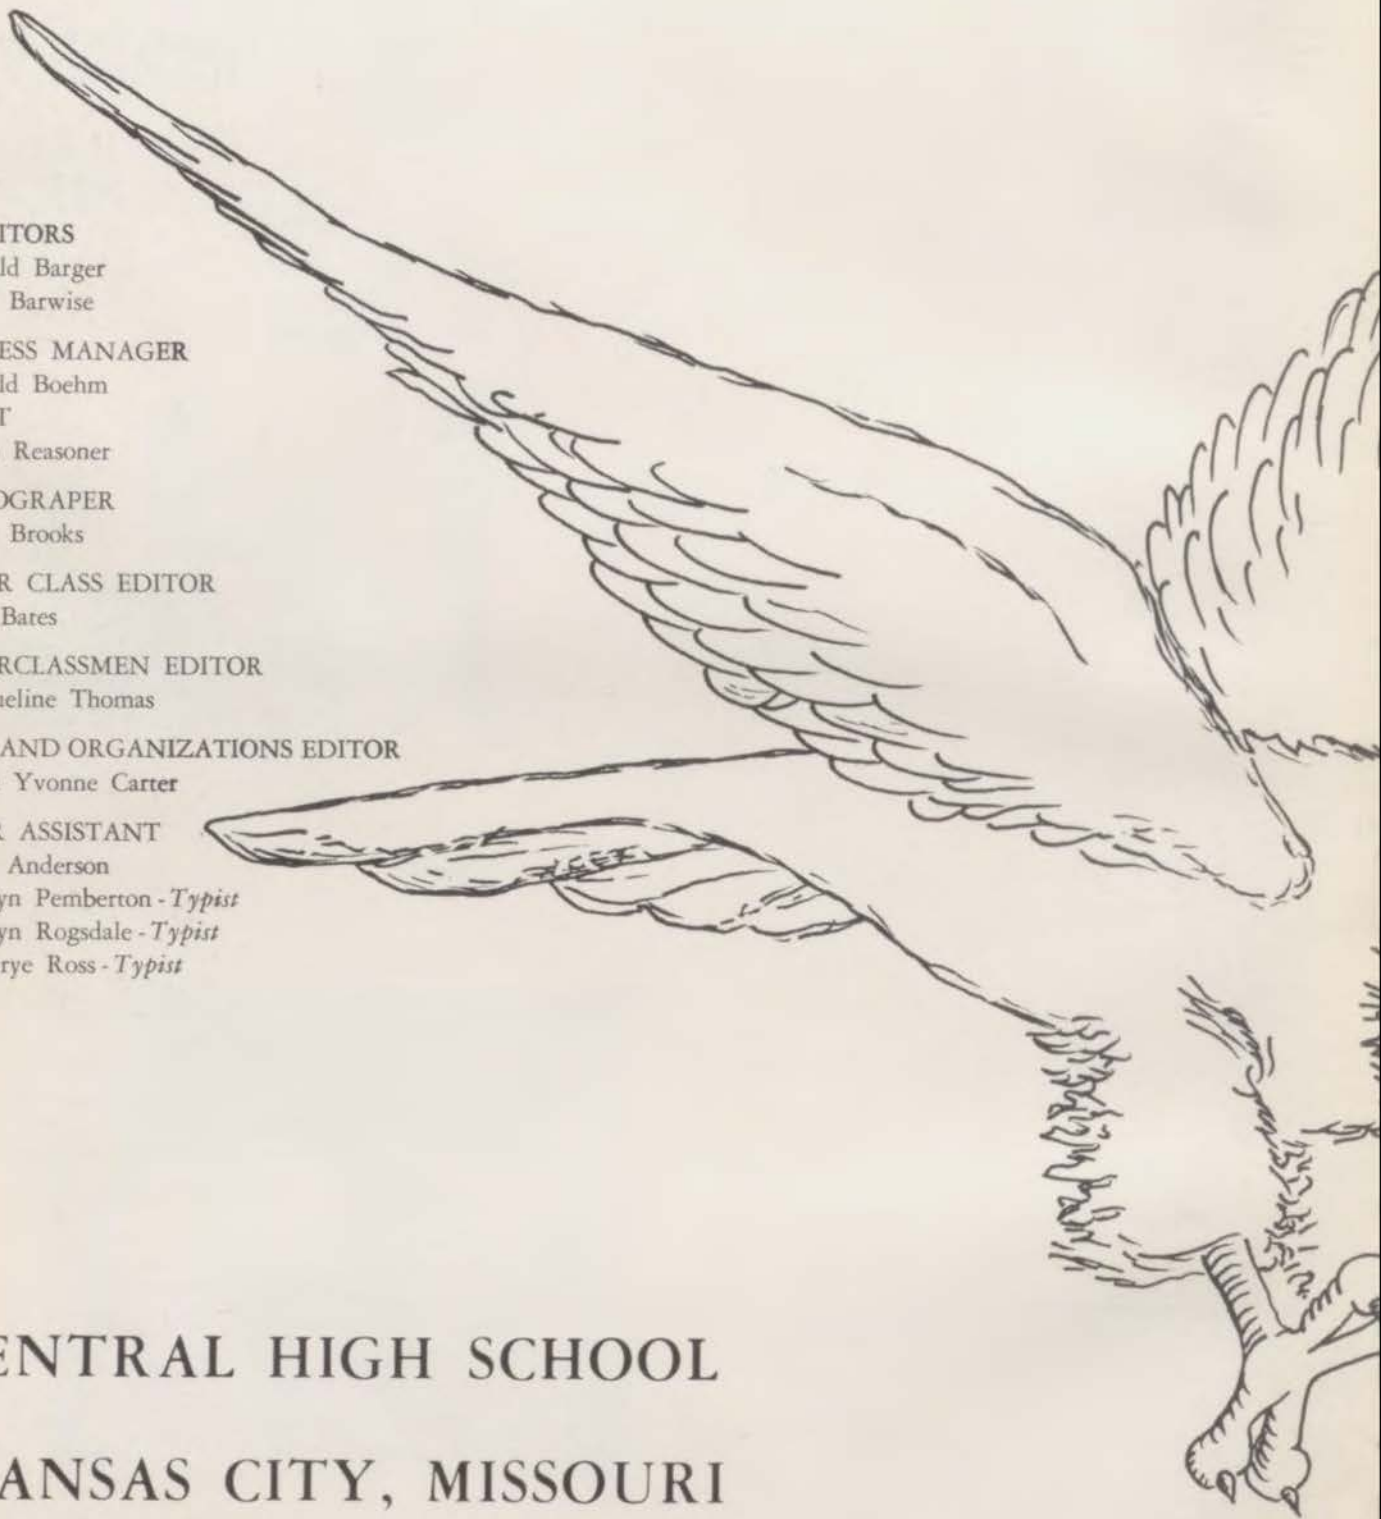 ITORS
ld Barger
Barwise
ESS MANAGER
ld Boehm
T
Reasoner
OGRAPER
Brooks
R CLASS EDITOR
Bates
RCLASSMEN EDITOR
ueline Thomas
AND ORGANIZATIONS EDITOR
Yvonne Carter
R ASSISTANT
Anderson
yn Pemberton - Typist
yn Rogsdale - Typist
rye Ross - Typist
ENTRAL HIGH SCHOOL
ANSAS CITY, MISSOURI